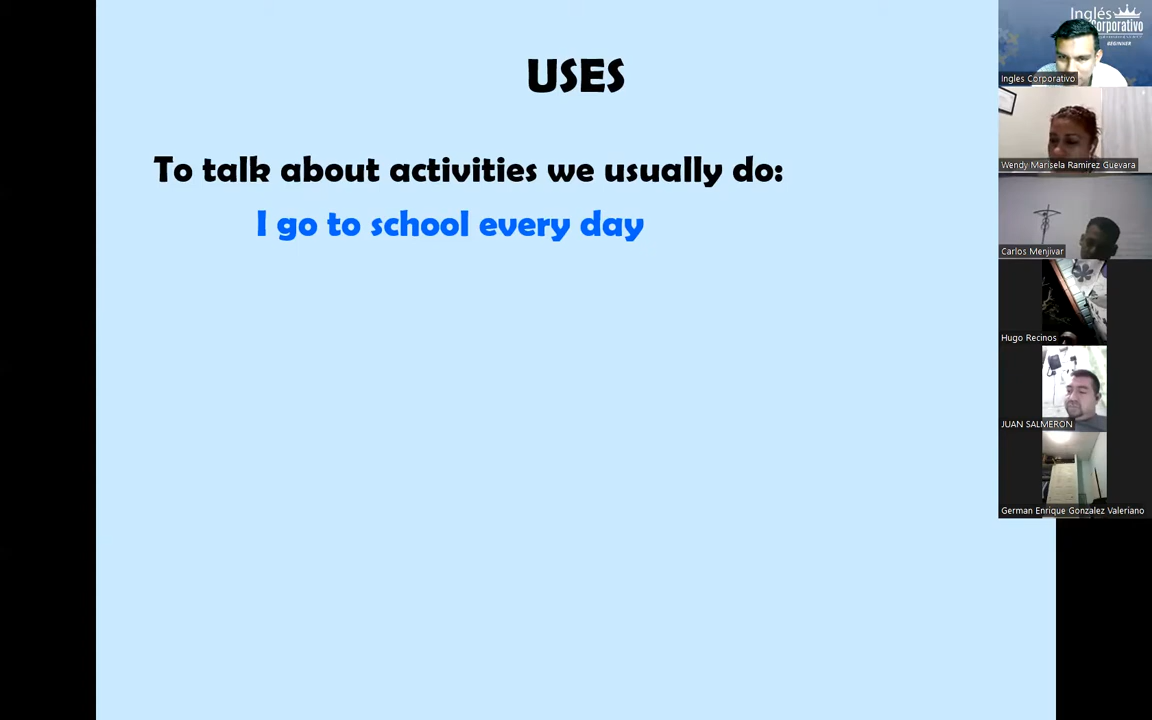 USES
To talk about activities we usually do:
I go to school every day
Inglés
Corporativo
BEGINNER
Ingles Corporativo
Wendy Marisela Ramirez Guevara
Carlos Menjivar
Hugo Recinos
JUAN SALMERON
German Enrique Gonzalez Valeriano